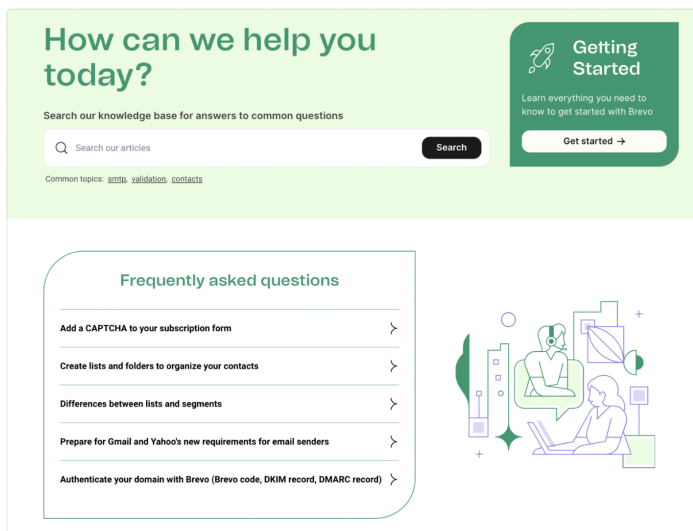 How can we help you
today?
Search our knowledge base for answers to common questions
Search our articles
Search
Common topics: smtp, validation, contacts
Getting
Started
Learn everything you need to
know to get started with Brevo
Get started →
Frequently asked questions
Add a CAPTCHA to your subscription form
Create lists and folders to organize your contacts
Differences between lists and segments
Prepare for Gmail and Yahoo's new requirements for email senders
Authenticate your domain with Brevo (Brevo code, DKIM record, DMARC record)